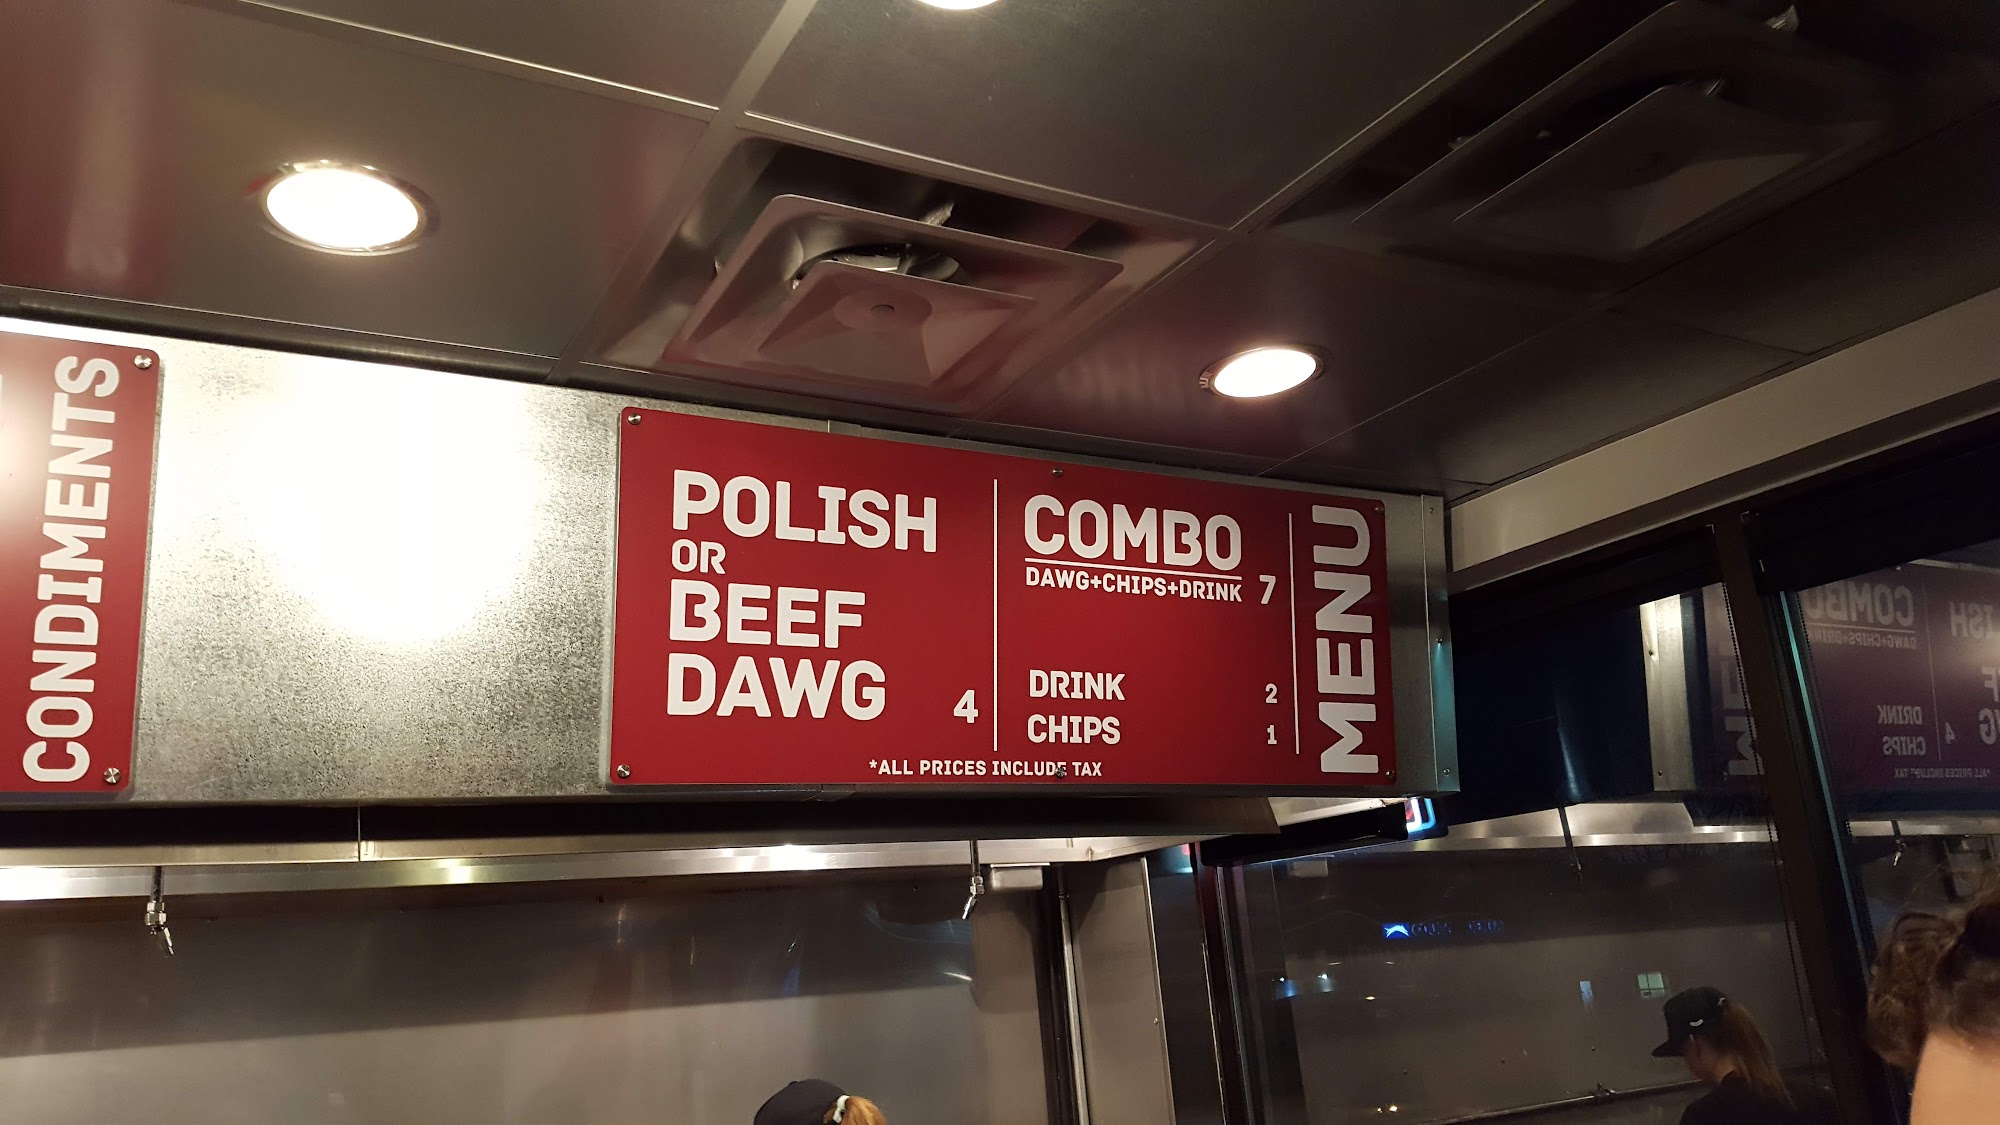 CONDIMENTS
POLISH
OR
BEEF
DAWG 4
COMBO
DAWG+CHIPS+DRINK 7
DRINK 2
CHIPS 1
*ALL PRICES INCLUDE TAX
MENU